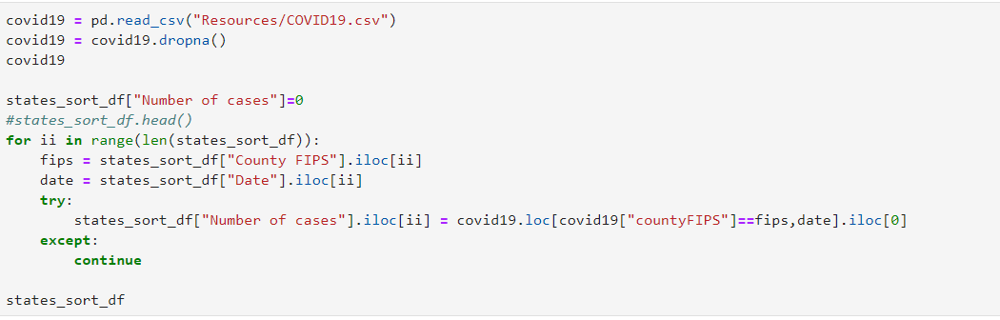 covid19 = pd.read_csv("Resources/COVID19.csv")
covid19 = covid19.dropna()
covid19

states_sort_df["Number of cases"]=0
#states_sort_df.head()
for ii in range(len(states_sort_df)):
    fips = states_sort_df["County FIPS"].iloc[ii]
    date = states_sort_df["Date"].iloc[ii]
    try:
        states_sort_df["Number of cases"].iloc[ii] = covid19.loc[covid19["countyFIPS"]==fips,date].iloc[0]
    except:
        continue

states_sort_df